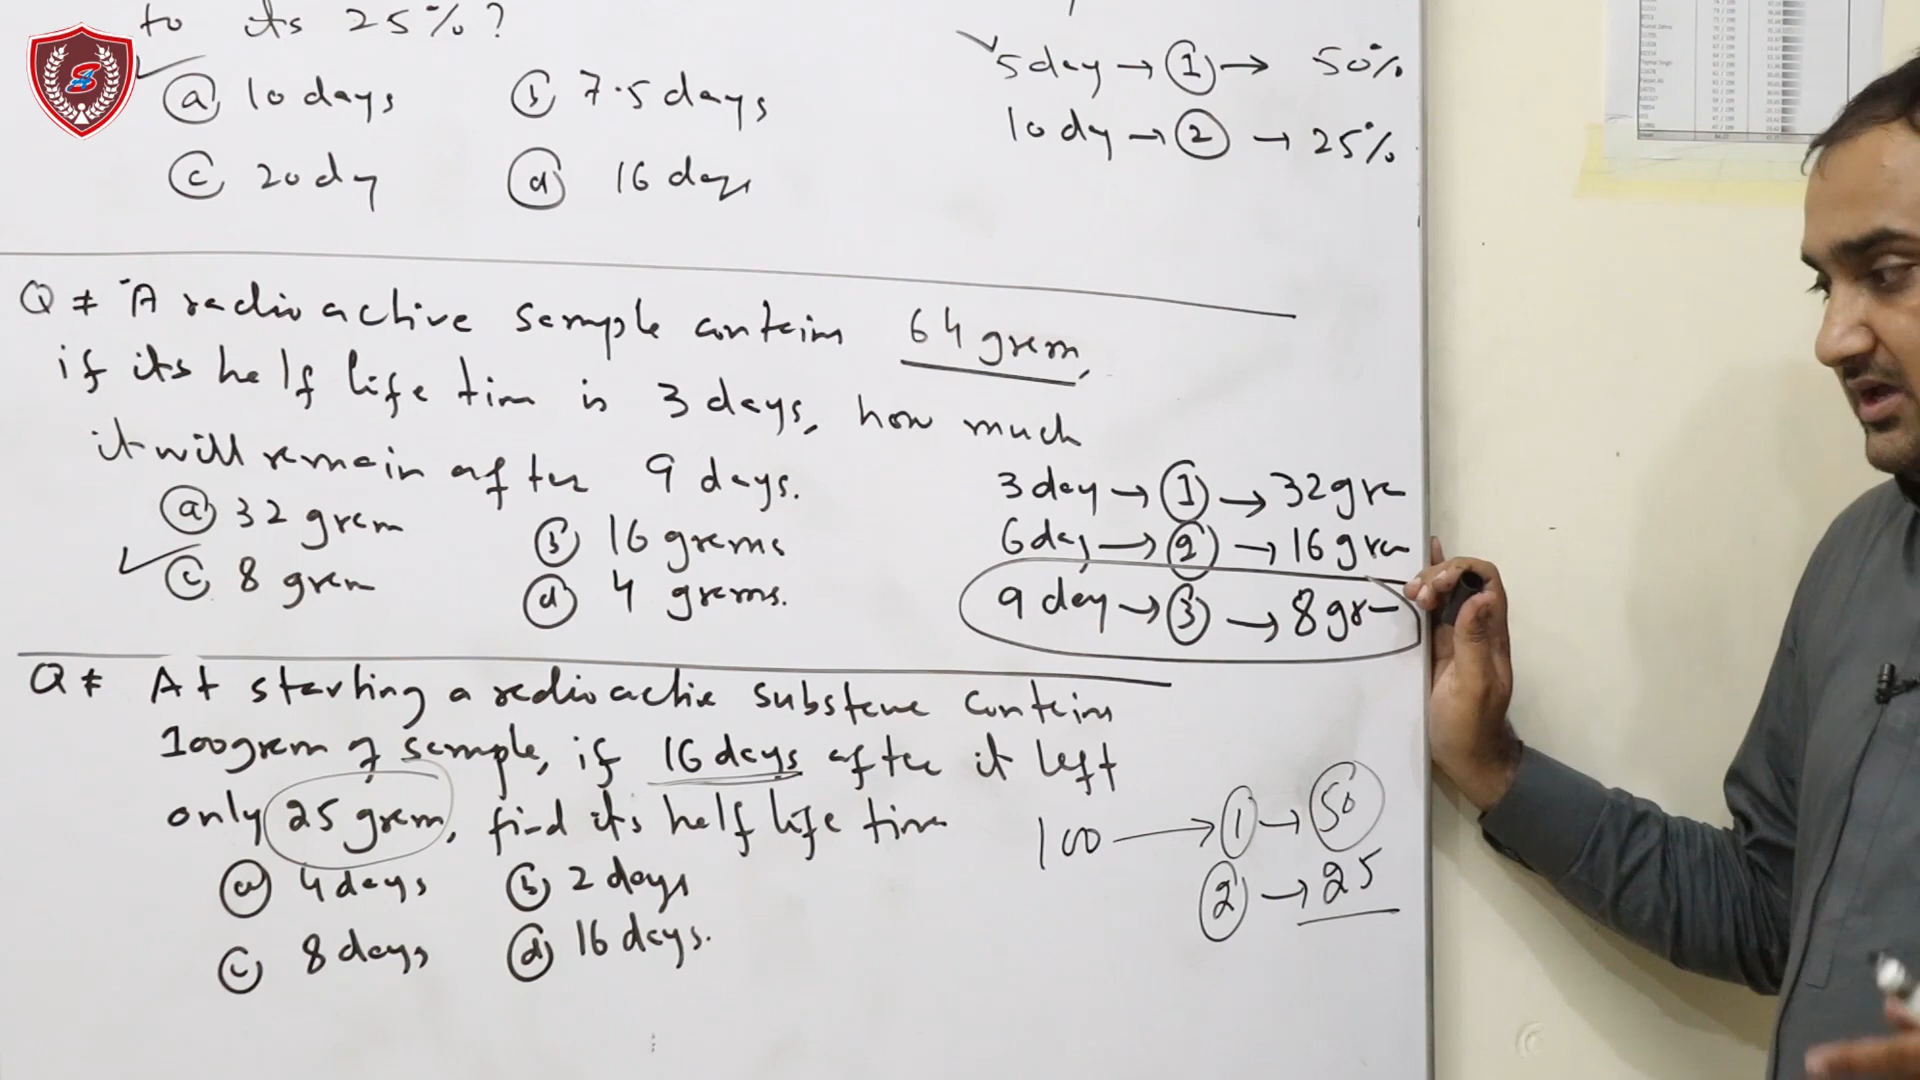 to its 25%?
ⓐ 10 days ⓑ 7.5 days
ⓒ 20 dy ⓓ 16 days
5 day → ① → 50%
10 dy → ② → 25%
Q# A radioactive sample contain 64 gram,
if its half life tim is 3 days, how much
it will remain after 9 days.
ⓐ 32 gram ⓑ 16 grams
ⓒ 8 gram ⓓ 4 grams.
3 day → ① → 32 gra
6 day → ② → 16 gram
9 day → ③ → 8 gr
Q# At starting a radioactive substance contain
100 gram of sample, if 16 days after it left
only 25 gram, find its half life time
ⓐ 4 days ⓑ 2 days
ⓒ 8 days ⓓ 16 days.
100 → ① → 50
② → 25